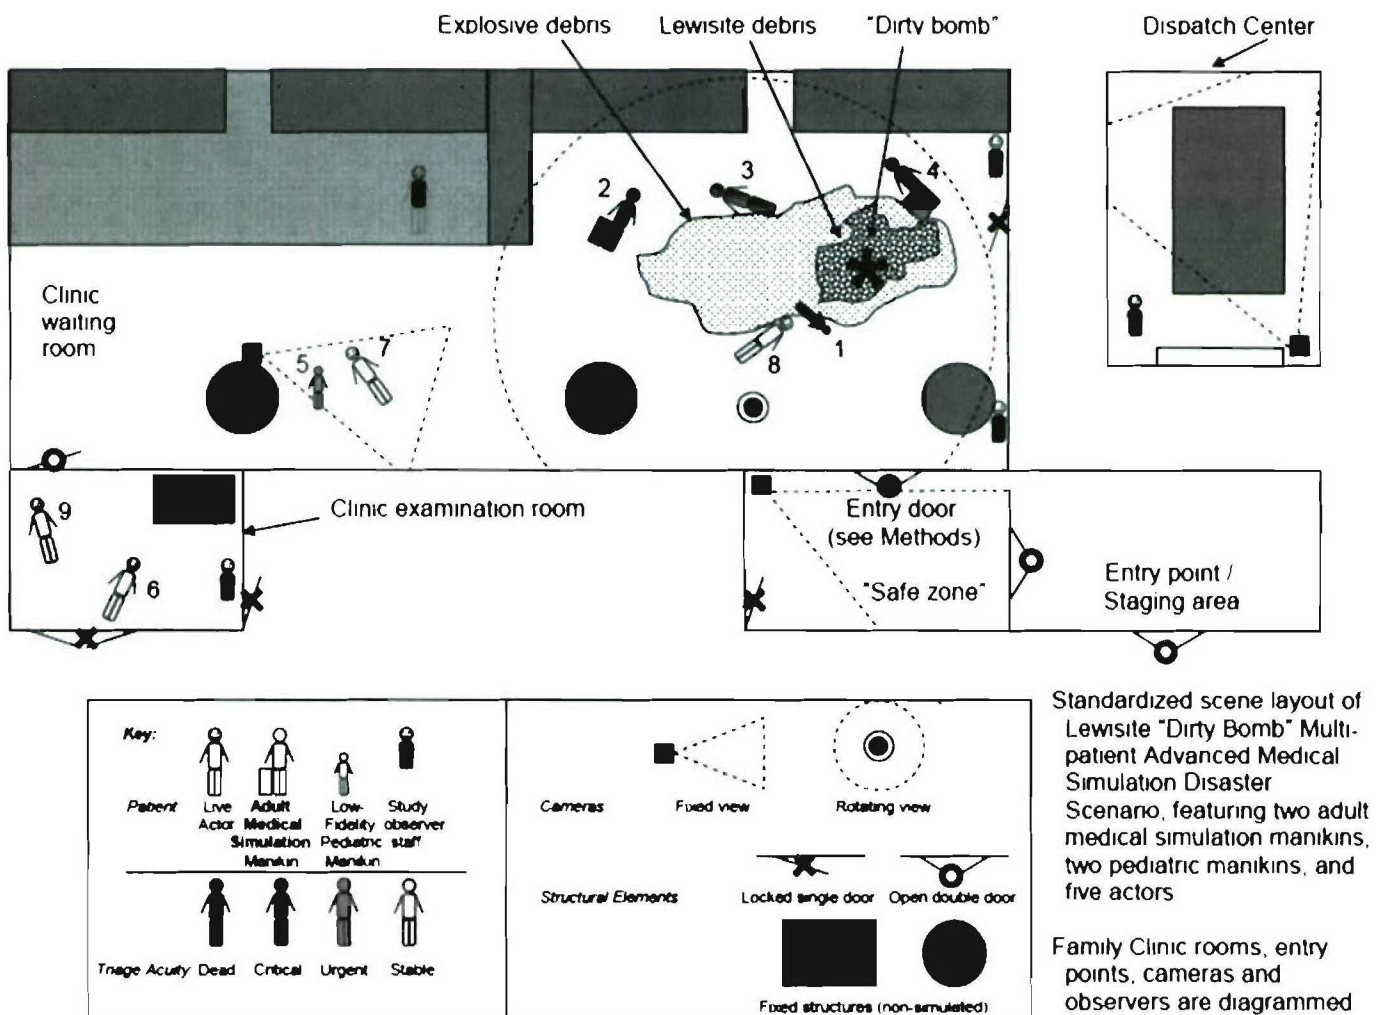 Explosive debris
Lewisite debris
"Dirty bomb"
Dispatch Center
2
3
4
Clinic
waiting
room
5
7
8
1
9
6
Clinic examination room
Entry door
(see Methods)
"Safe zone"
Entry point /
Staging area
Key:
Patient
Live
Actor
Adult
Medical
Simulation
Manikin
Low-
Fidelity
Pediatric
Manikin
Study
observer
staff
Triage Acuity
Dead
Critical
Urgent
Stable
Cameras
Fixed view
Rotating view
Structural Elements
Locked single door
Open double door
Fixed structures (non-simulated)
Standardized scene layout of
Lewisite "Dirty Bomb" Multi-
patient Advanced Medical
Simulation Disaster
Scenario, featuring two adult
medical simulation manikins,
two pediatric manikins, and
five actors
Family Clinic rooms, entry
points, cameras and
observers are diagrammed